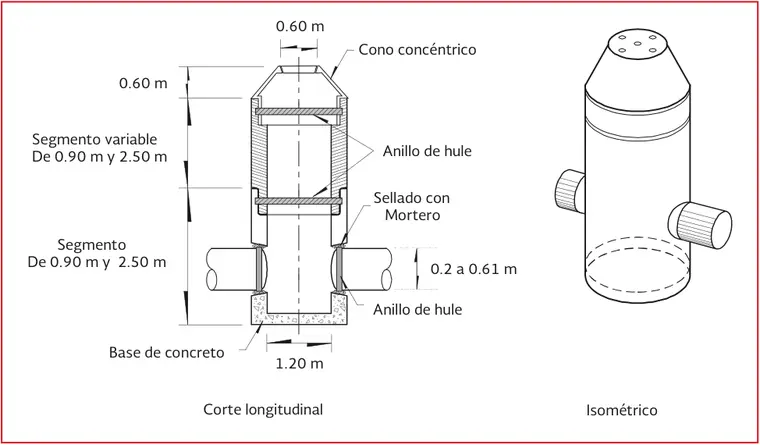 0.60 m
Cono concéntrico
0.60 m
Segmento variable
De 0.90 m y 2.50 m
Anillo de hule
Sellado con
Mortero
Segmento
De 0.90 m y 2.50 m
0.2 a 0.61 m
Anillo de hule
Base de concreto
1.20 m
Corte longitudinal
Isométrico